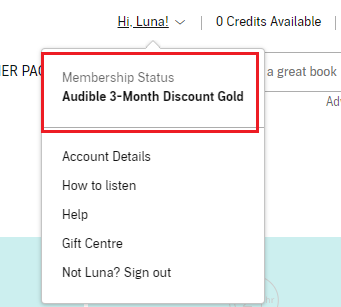 Hi, Luna!
0 Credits Available
ER PAC
a great book
Membership Status
Audible 3-Month Discount Gold
Account Details
How to listen
Help
Gift Centre
Not Luna? Sign out